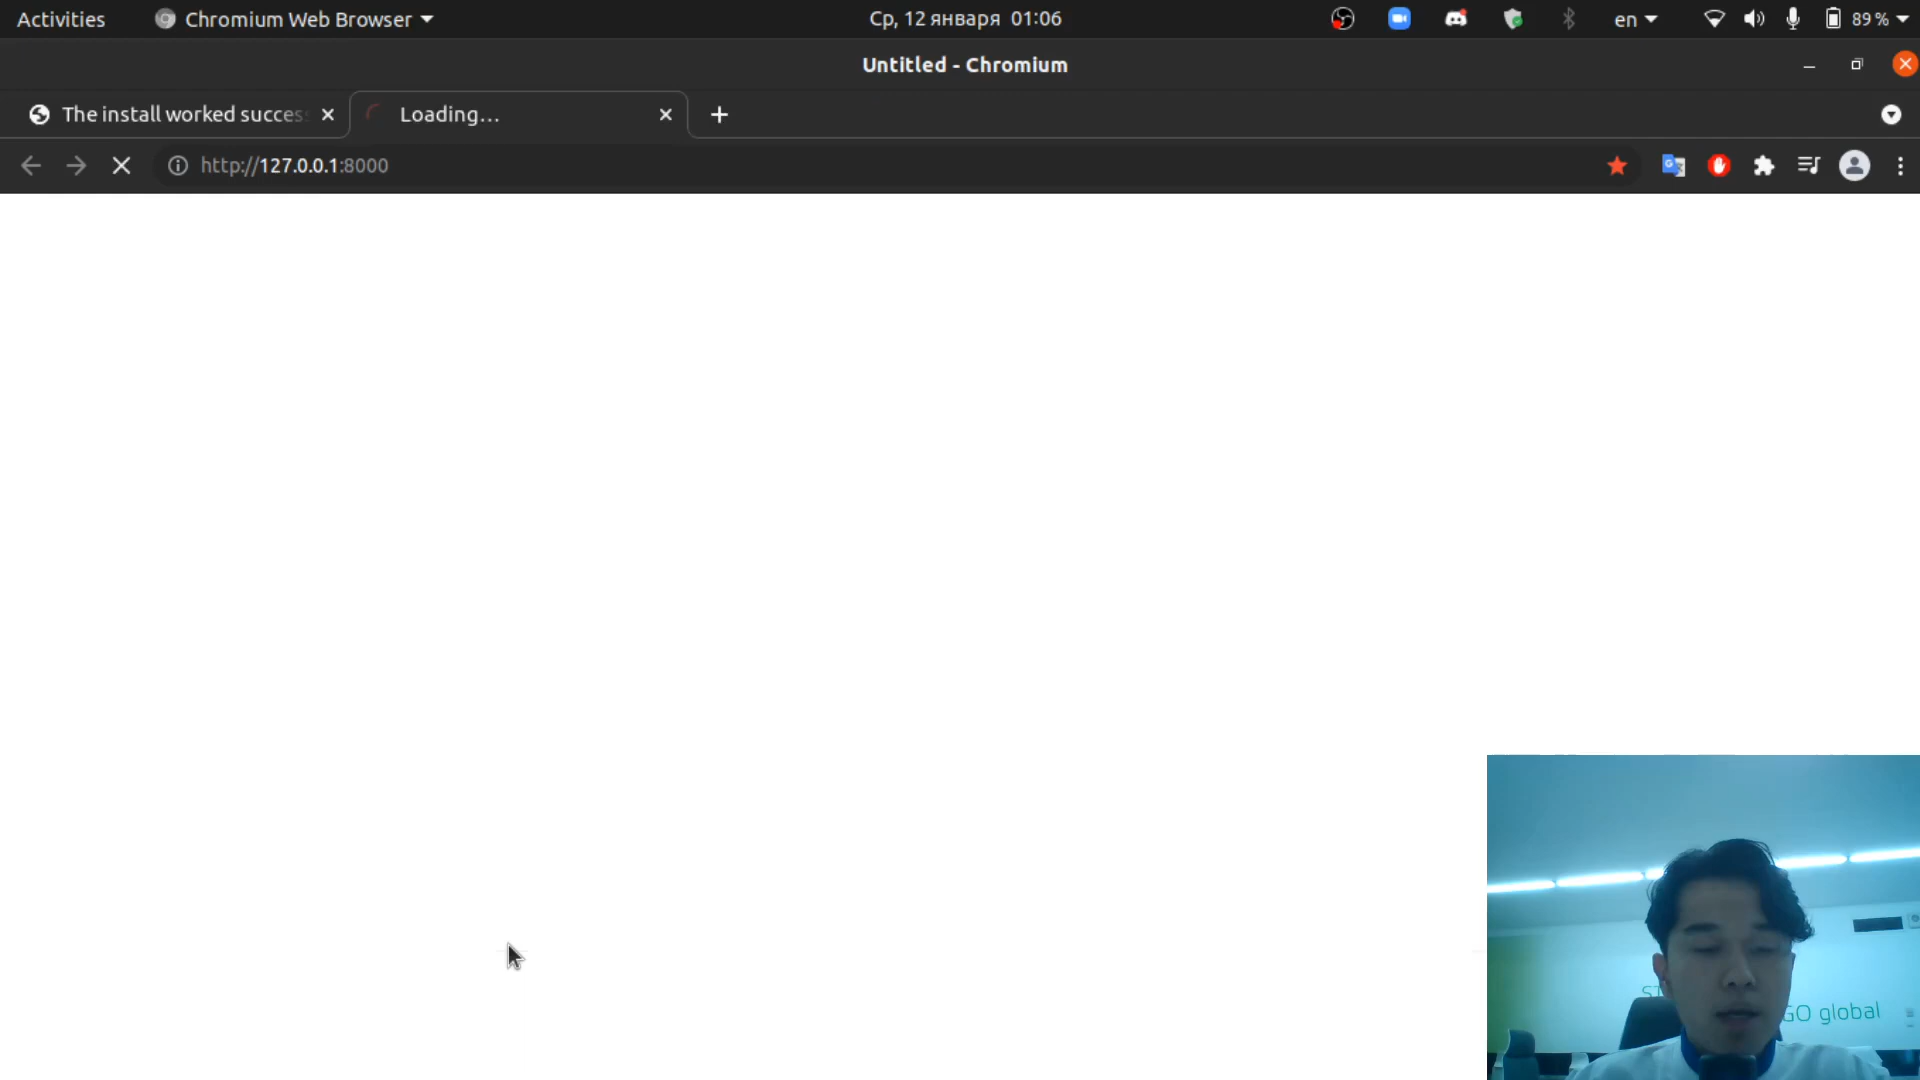 Activities
Chromium Web Browser
Ср, 12 января 01:06
en
89 %
Untitled - Chromium
The install worked succes
Loading…
http://127.0.0.1:8000
GO global